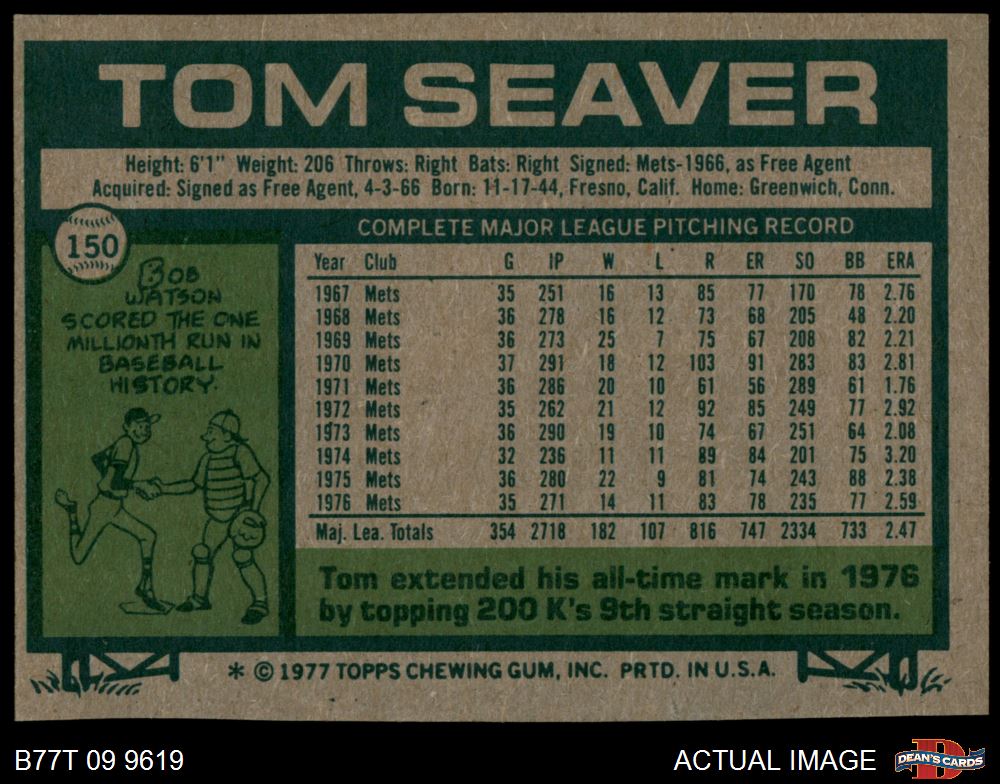 TOM SEAVER
Height: 6'1" Weight: 206 Throws: Right Bats: Right Signed: Mets-1966, as Free Agent
Acquired: Signed as Free Agent, 4-3-66 Born: 11-17-44, Fresno, Calif. Home: Greenwich, Conn.
150
BOB
WATSON
SCORED THE ONE
MILLIONTH RUN IN
BASEBALL
HISTORY.
COMPLETE MAJOR LEAGUE PITCHING RECORD
Year Club G IP W L R ER SO BB ERA
1967 Mets 35 251 16 13 85 77 170 78 2.76
1968 Mets 36 278 16 12 73 68 205 48 2.20
1969 Mets 36 273 25 7 75 67 208 82 2.21
1970 Mets 37 291 18 12 103 91 283 83 2.81
1971 Mets 36 286 20 10 61 56 289 61 1.76
1972 Mets 35 262 21 12 92 85 249 77 2.92
1973 Mets 36 290 19 10 74 67 251 64 2.08
1974 Mets 32 236 11 11 89 84 201 75 3.20
1975 Mets 36 280 22 9 81 74 243 88 2.38
1976 Mets 35 271 14 11 83 78 235 77 2.59
Maj. Lea. Totals 354 2718 182 107 816 747 2334 733 2.47
Tom extended his all-time mark in 1976
by topping 200 K's 9th straight season.
* © 1977 TOPPS CHEWING GUM, INC. PRTD. IN U.S.A.
B77T 09 9619
ACTUAL IMAGE
D
DEAN'S CARDS